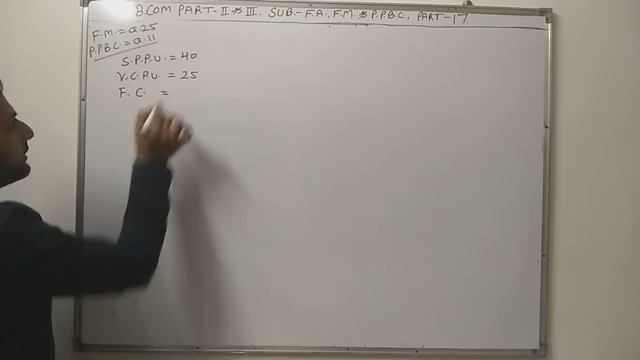 B.COM PART-II & III. SUB.-F.A., F.M. & P.P.B.C., PART-17
F.M. = Q.25
P.P.B.C. = Q.11
S.P.P.U. = 40
V.C.P.U. = 25
F.C. =